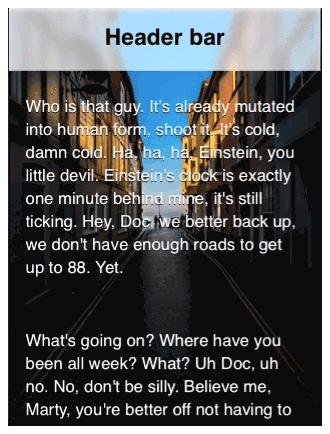 Header bar
Who is that guy. It's already mutated
into human form, shoot it. It's cold,
damn cold. Ha, ha, ha, Einstein, you
little devil. Einstein's clock is exactly
one minute behind mine, it's still
ticking. Hey, Doc, we better back up,
we don't have enough roads to get
up to 88. Yet.
What's going on? Where have you
been all week? What? Uh Doc, uh
no. No, don't be silly. Believe me,
Marty, you're better off not having to